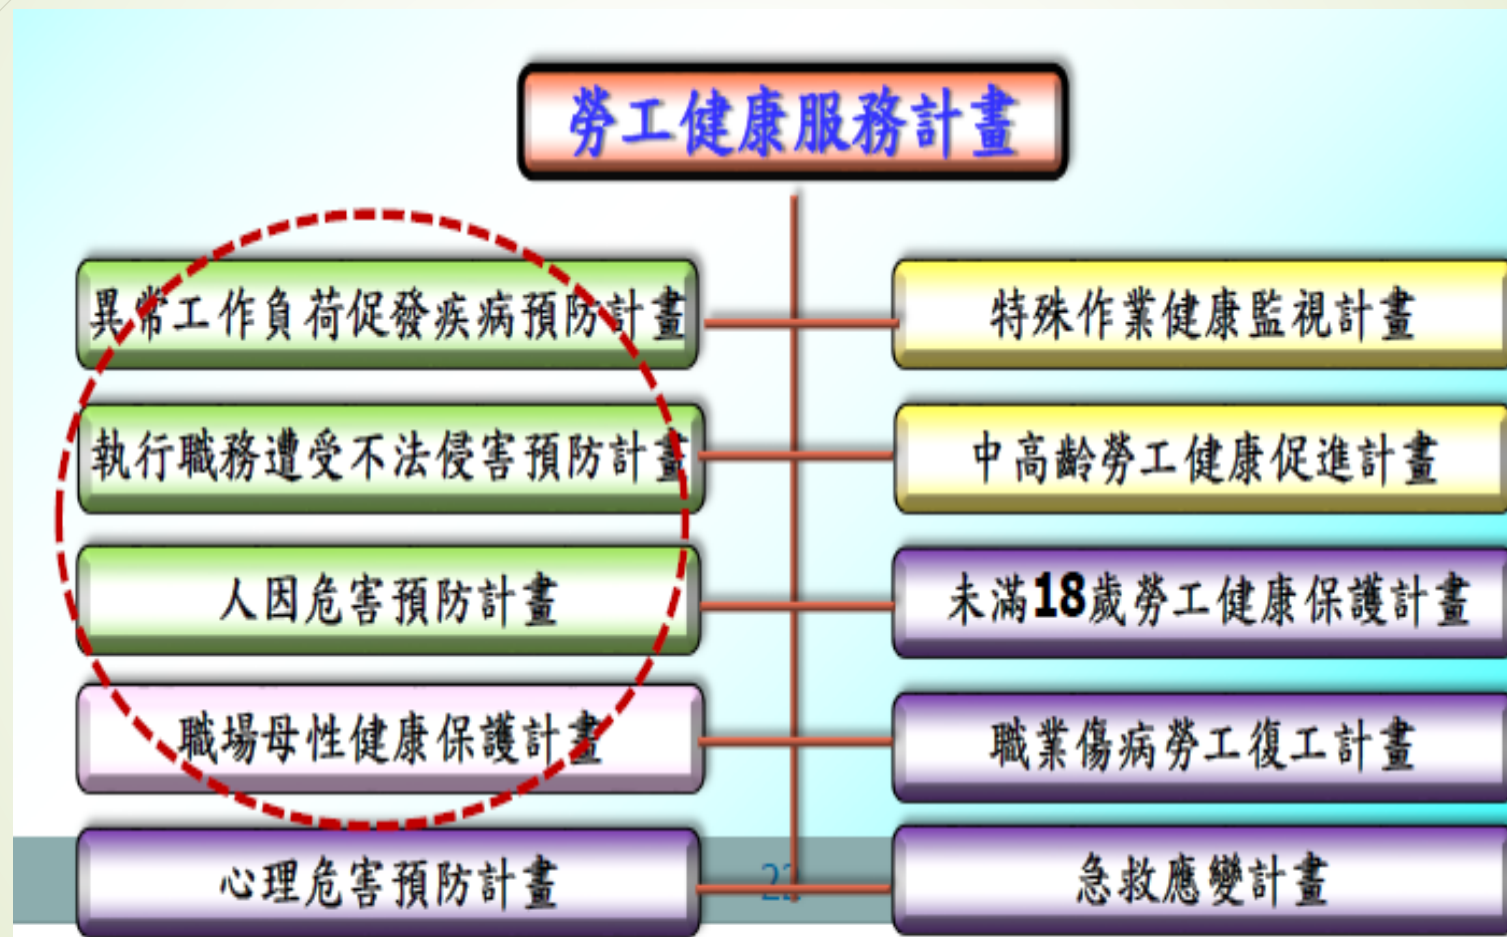 勞工健康服務計畫
異常工作負荷促發疾病預防計畫
特殊作業健康監視計畫
執行職務遭受不法侵害預防計畫
中高齡勞工健康促進計畫
人因危害預防計畫
未滿18歲勞工健康保護計畫
職場母性健康保護計畫
職業傷病勞工復工計畫
心理危害預防計畫
急救應變計畫